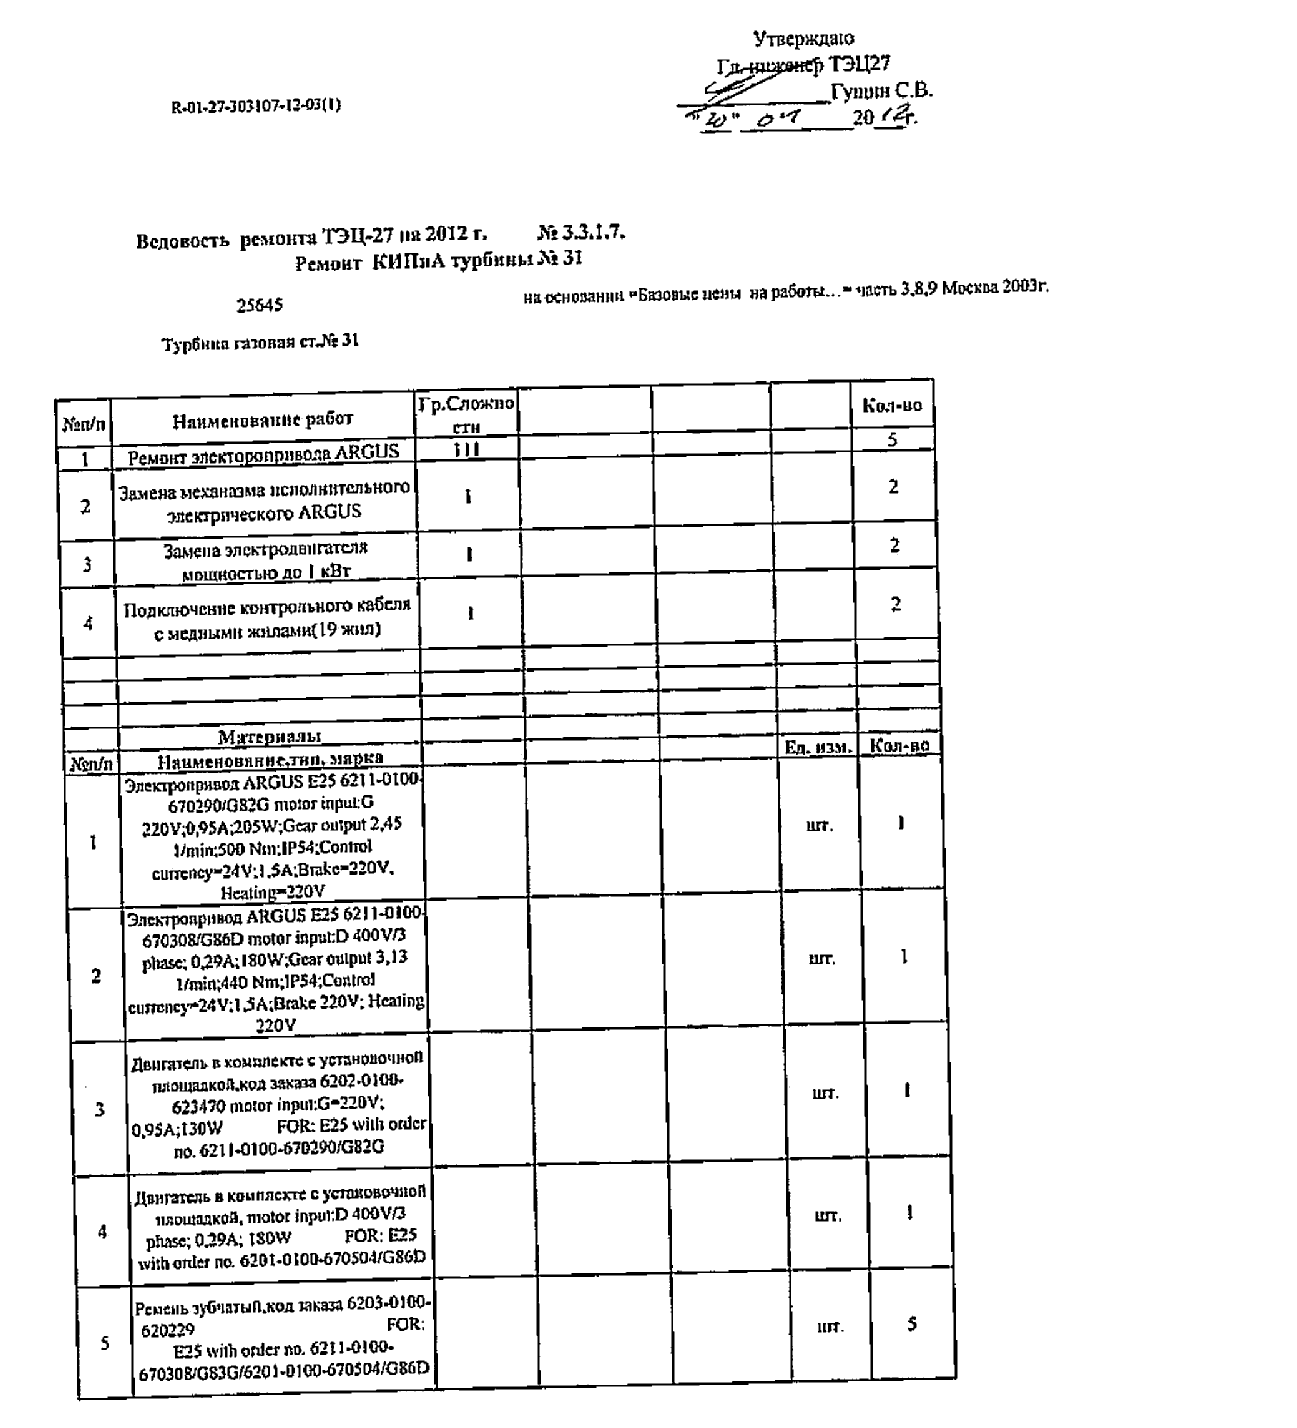 Утверждаю
Гл.инженер ТЭЦ27
R-01-27-303107-12-03(1)
Гущин С.В.
2012г.
Ведовость ремонта ТЭЦ-27 на 2012 г. № 3.3.1.7.
Ремонт КИПиА турбины № 31
25645
на основании "Базовые цены на работы..." часть 3,8,9 Москва 2003г.
Турбина газовая ст.№ 31
№п/п Наименование работ Гр.Сложно Кол-во
сти
1 Ремонт электоропривода ARGUS III 5
2 Замена механазма исполнительного I 2
электрического ARGUS
3 Замена электродвигателя I 2
мощностью до 1 кВт
4 Подключение контрольного кабеля I 2
с медными жилами(19 жил)
Материалы
№п/п Наименование,тип, марка Ед. изм. Кол-во
Электропривод ARGUS E25 6211-0100-
670290/G82G motor input:G
220V;0,95A;205W;Gear output 2,45
1 шт. 1
1/min;500 Nm;IP54;Control
currency=24V;1,5A;Brake=220V,
Heating=220V
Электропривод ARGUS E25 6211-0100-
670308/G86D motor input:D 400V/3
phase; 0,29A;180W;Gear output 3,13
2 шт. 1
1/min;440 Nm;IP54;Control
currency=24V;1,5A;Brake 220V; Heating
220V
Двигатель в комплекте с установочной
площадкой,код заказа 6202-0100-
3 623470 motor input:G=220V; шт. 1
0,95A;130W FOR: E25 with order
no. 6211-0100-670290/G82G
Двигатель в комплекте с установочной
площадкой, motor input:D 400V/3
4 phase; 0,29A; 180W FOR: E25 шт. 1
with order no. 6201-0100-670504/G86D
Ремень зубчатый,код заказа 6203-0100-
620229 FOR:
5 E25 with order no. 6211-0100- шт. 5
670308/G83G/6201-0100-670504/G86D